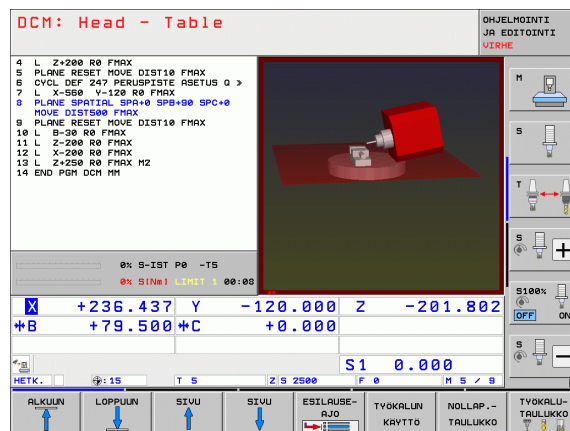 DCM: Head - Table
OHJELMOINTI
JA EDITOINTI
VIRHE
4 L Z+200 R0 FMAX
5 PLANE RESET MOVE DIST10 FMAX
6 CYCL DEF 247 PERUSPISTE ASETUS Q »
7 L X-550 Y-120 R0 FMAX
8 PLANE SPATIAL SPA+0 SPB+90 SPC+0
MOVE DIST500 FMAX
9 PLANE RESET MOVE DIST10 FMAX
10 L B-30 R0 FMAX
11 L Z-200 R0 FMAX
12 L X-200 R0 FMAX
13 L Z+250 R0 FMAX M2
14 END PGM DCM MM
0% S-IST P0 -T5
0% S[Nm] LIMIT 1 00:08
X +236.437 Y -120.000 Z -201.802
B +79.500 C +0.000
S1 0.000
HETK. : 15 T 5 Z S 2500 F 0 M 5 / 9
M
S
T
S
S100%
OFF ON
S
ALKUUN
LOPPUUN
SIVU
SIVU
ESILAUSE-
AJO
TYÖKALUN
KÄYTTÖ
NOLLAP.-
TAULUKKO
TYÖKALU-
TAULUKKO